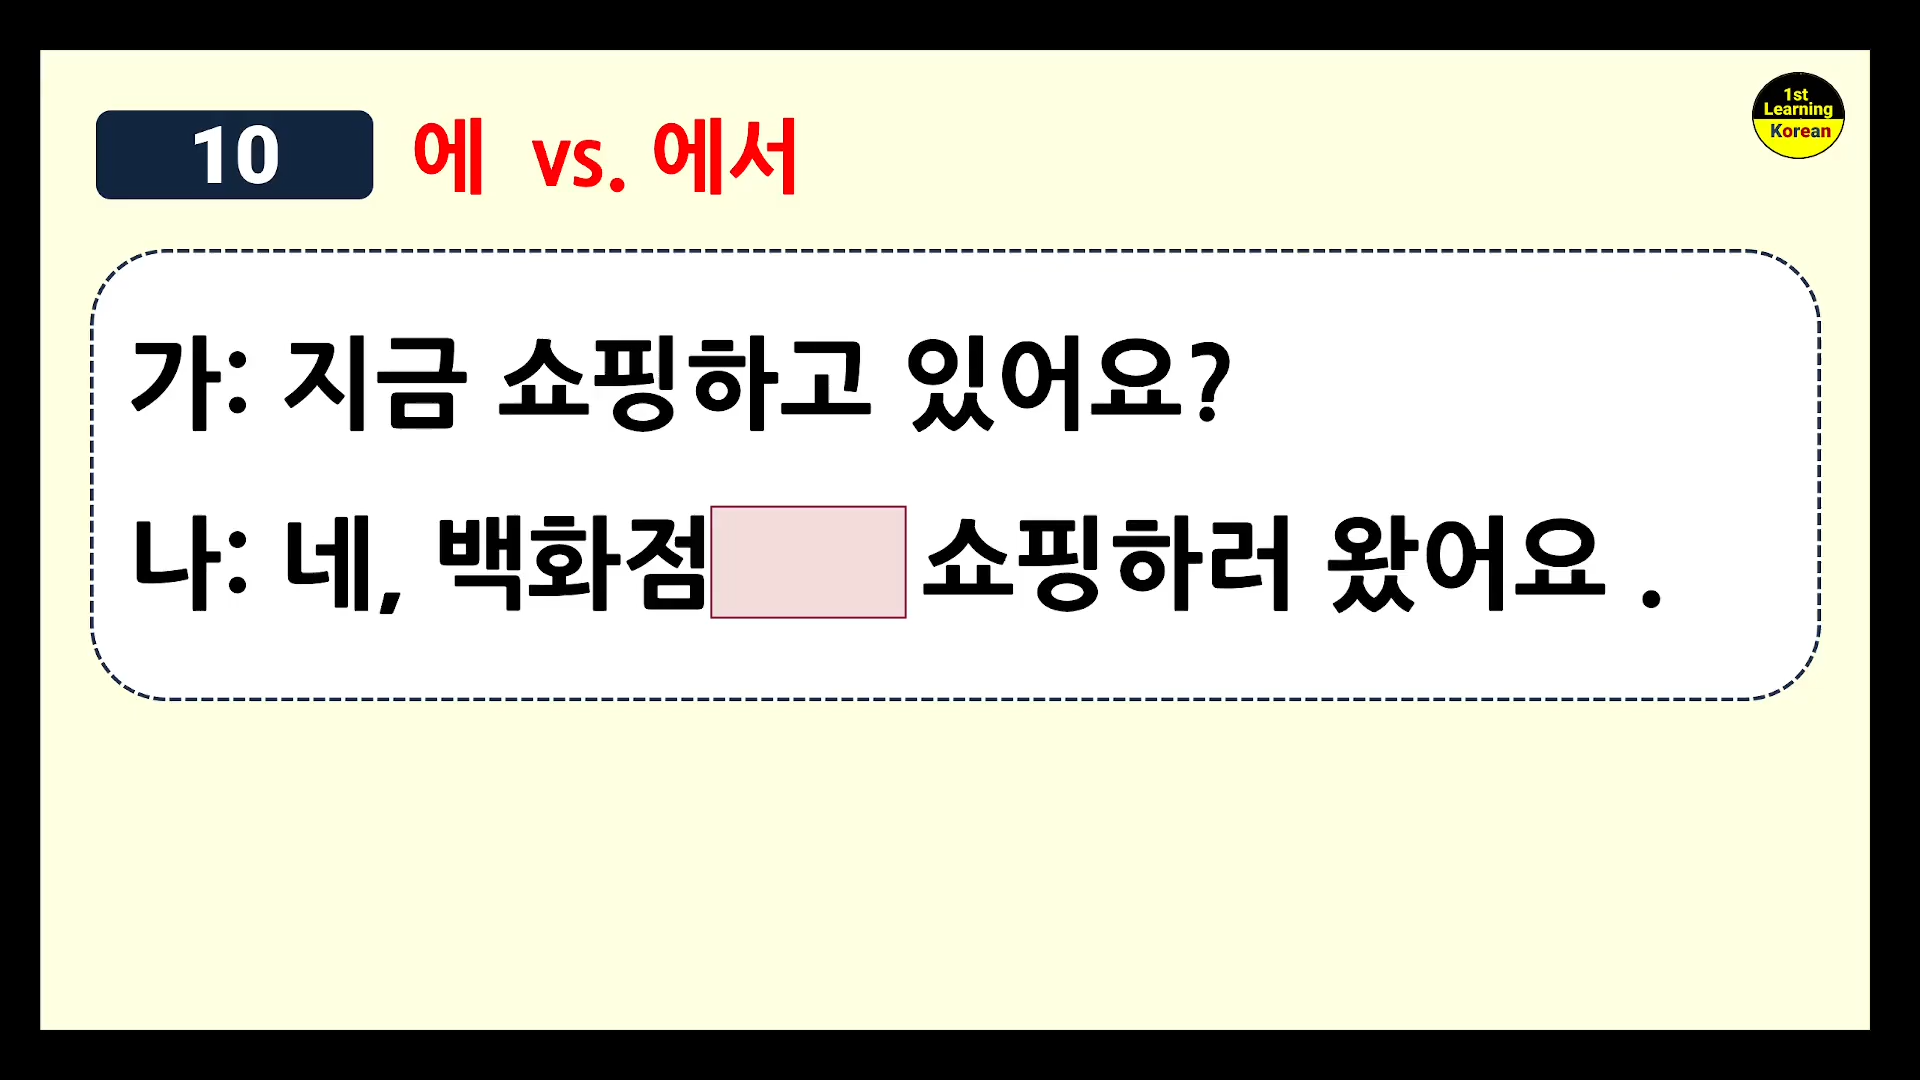 10 에 vs. 에서
1st
Learning
Korean
가: 지금 쇼핑하고 있어요?
나: 네, 백화점 쇼핑하러 왔어요 .